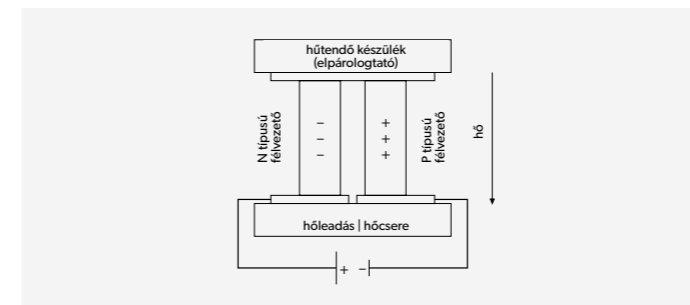 hűtendő készülék
(elpárologtató)
N típusú
félvezető
–
–
–
+
+
+
P típusú
félvezető
hő
hőleadás | hőcsere
+ –